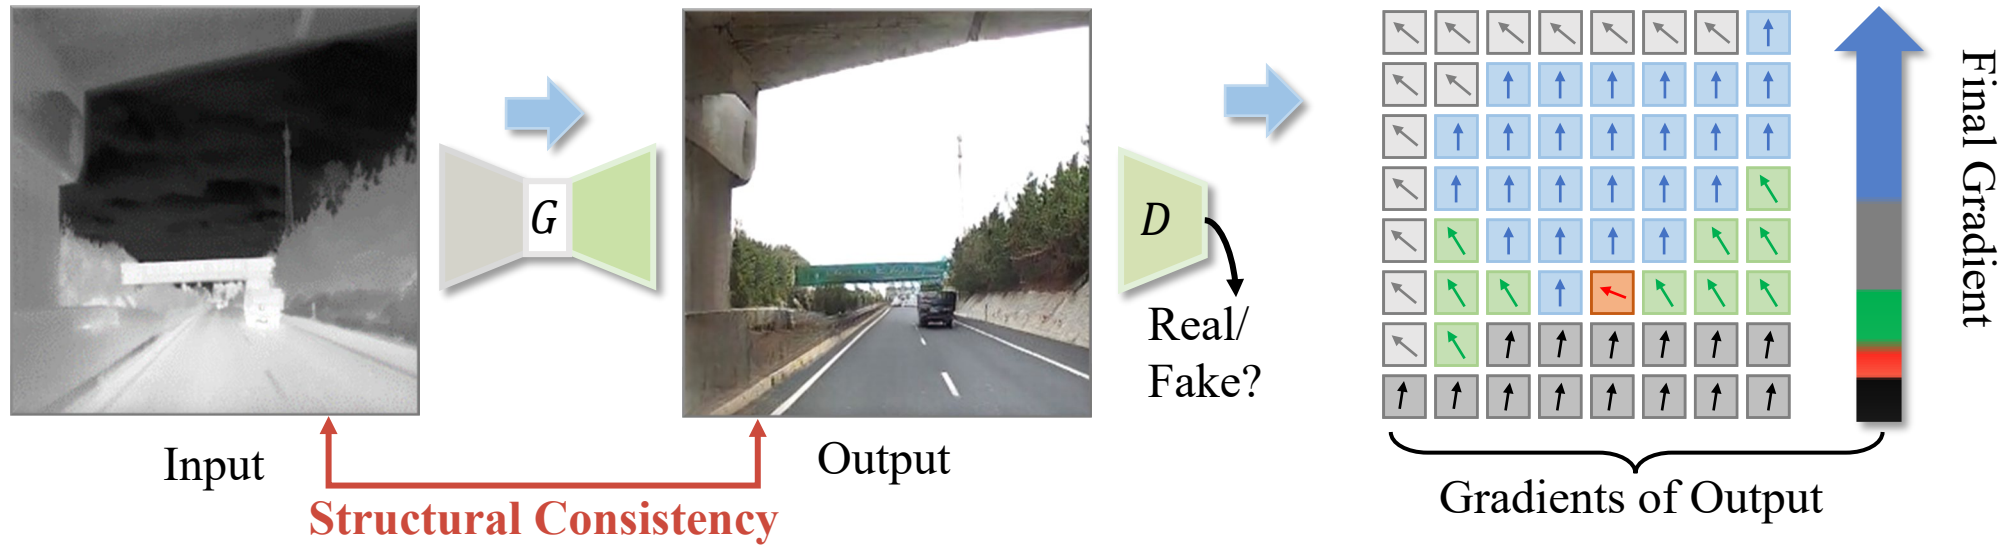 G
D
Real/
Fake?
Input
Output
Structural Consistency
Gradients of Output
Final Gradient